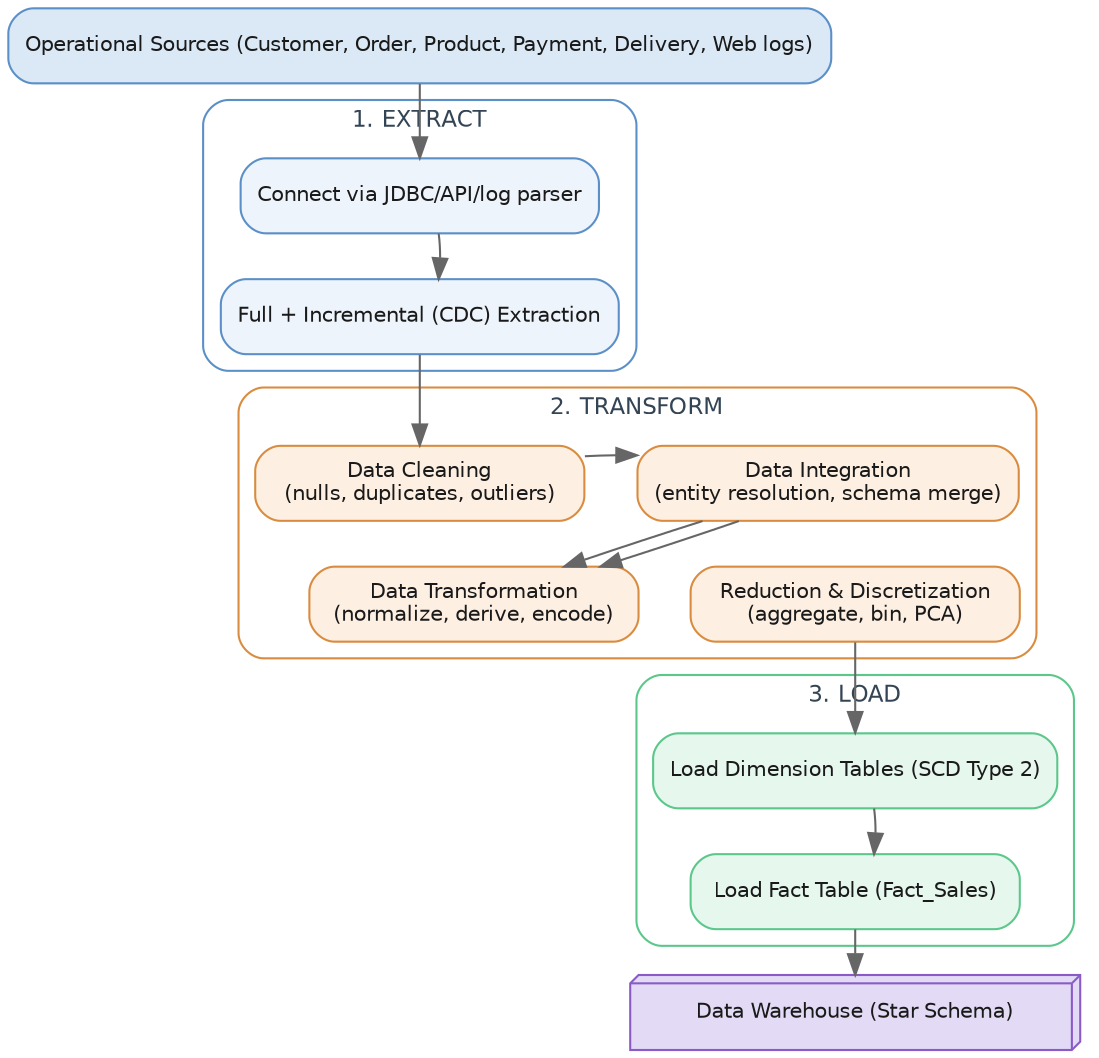 Operational Sources (Customer, Order, Product, Payment, Delivery, Web logs)
1. EXTRACT
Connect via JDBC/API/log parser
Full + Incremental (CDC) Extraction
2. TRANSFORM
Data Cleaning
(nulls, duplicates, outliers)
Data Integration
(entity resolution, schema merge)
Data Transformation
(normalize, derive, encode)
Reduction & Discretization
(aggregate, bin, PCA)
3. LOAD
Load Dimension Tables (SCD Type 2)
Load Fact Table (Fact_Sales)
Data Warehouse (Star Schema)